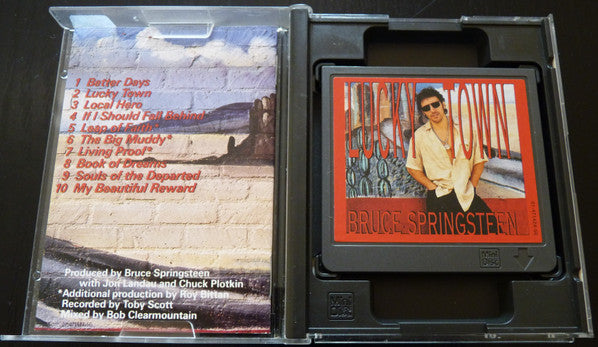 1 Better Days
2 Lucky Town
3 Local Hero
4 If I Should Fall Behind
5 Leap of Faith*
6 The Big Muddy*
7 Living Proof*
8 Book of Dreams
9 Souls of the Departed
10 My Beautiful Reward
Produced by Bruce Springsteen
with Jon Landau and Chuck Plotkin
*Additional production by Roy Bittan
Recorded by Toby Scott
Mixed by Bob Clearmountain
LUCKY TOWN
BRUCE SPRINGSTEEN
Mini
Disc